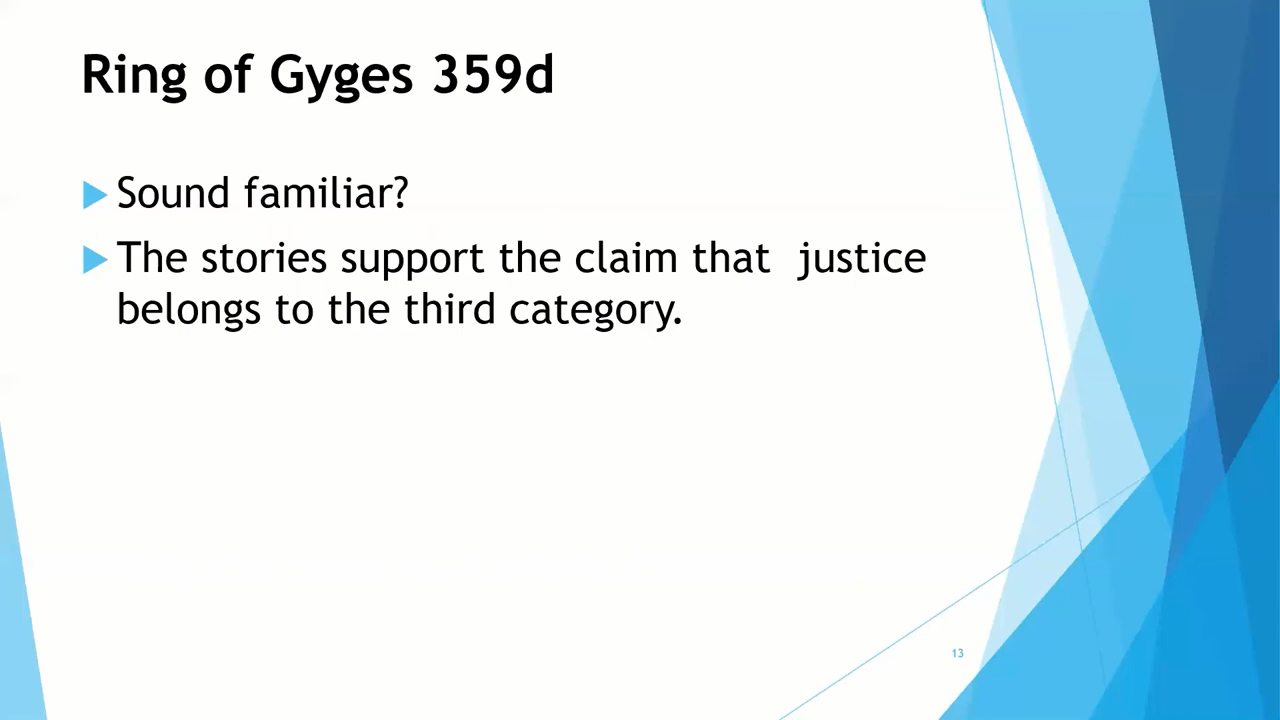 Ring of Gyges 359d
Sound familiar?
The stories support the claim that  justice
belongs to the third category.
13